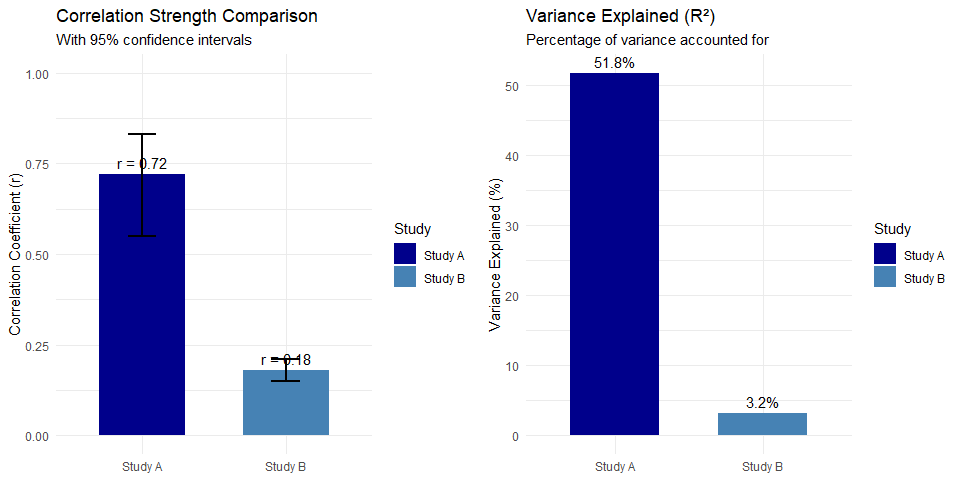 Correlation Strength Comparison
With 95% confidence intervals
Correlation Coefficient (r)
1.00
0.75
0.50
0.25
0.00
r = 0.72
r = 0.18
Study A
Study B
Study
Study A
Study B
Variance Explained (R²)
Percentage of variance accounted for
Variance Explained (%)
50
40
30
20
10
0
51.8%
3.2%
Study A
Study B
Study
Study A
Study B